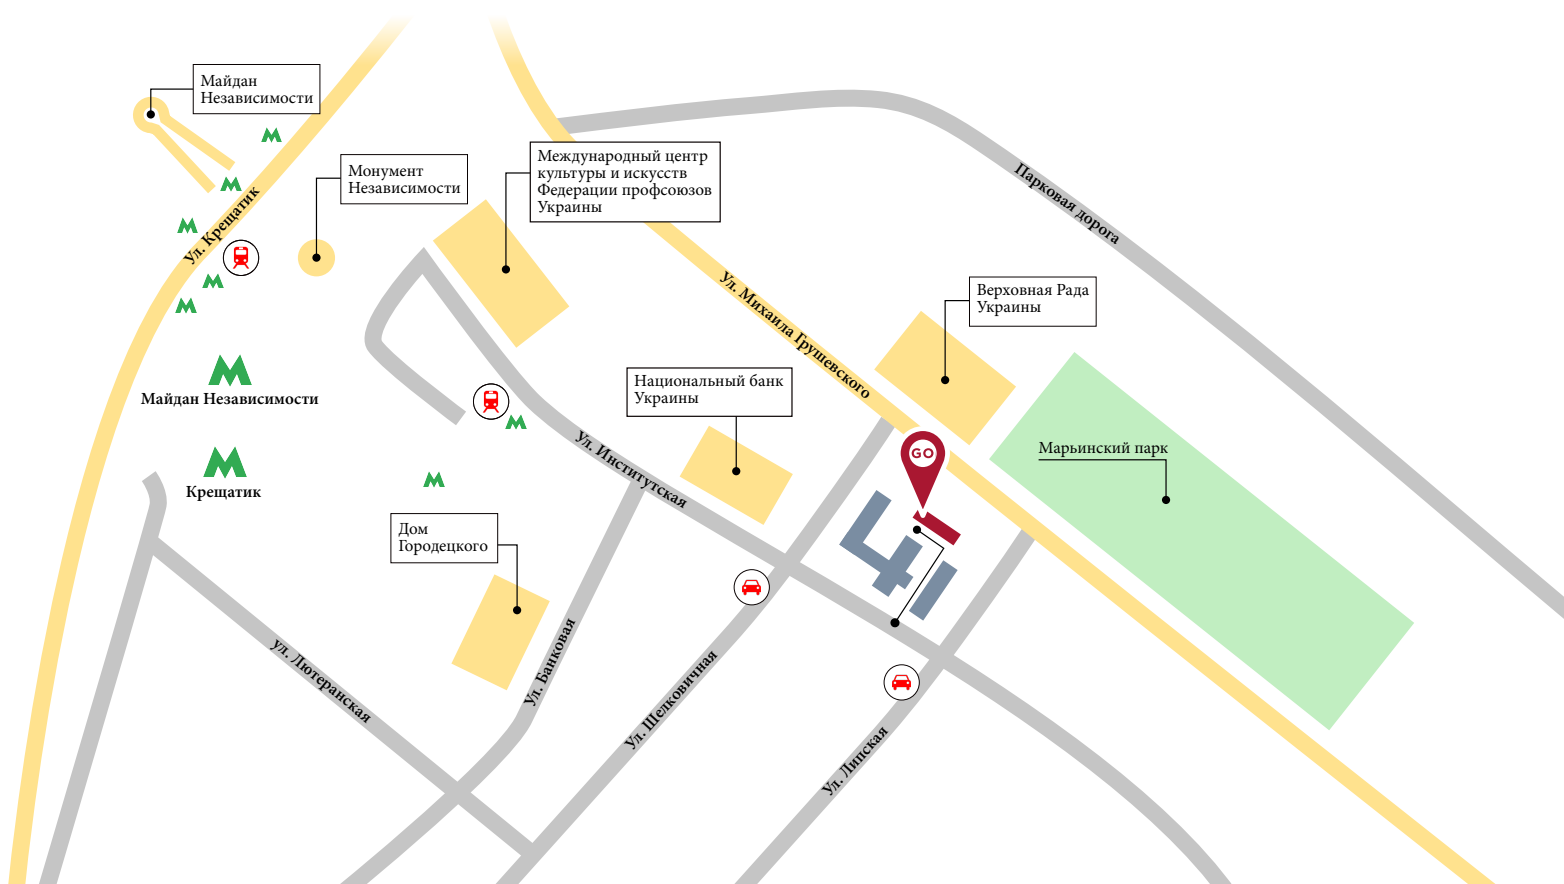 Майдан
Независимости
Монумент
Независимости
Международный центр
культуры и искусств
Федерации профсоюзов
Украины
Парковая дорога
Ул. Крещатик
Ул. Михаила Грушевского
Верховная Рада
Украины
Майдан Независимости
Национальный банк
Украины
Крещатик
Ул. Институтская
GO
Марьинский парк
Дом
Городецкого
41
ул. Лютеранская
Ул. Банковая
Ул. Шелковичная
Ул. Липская